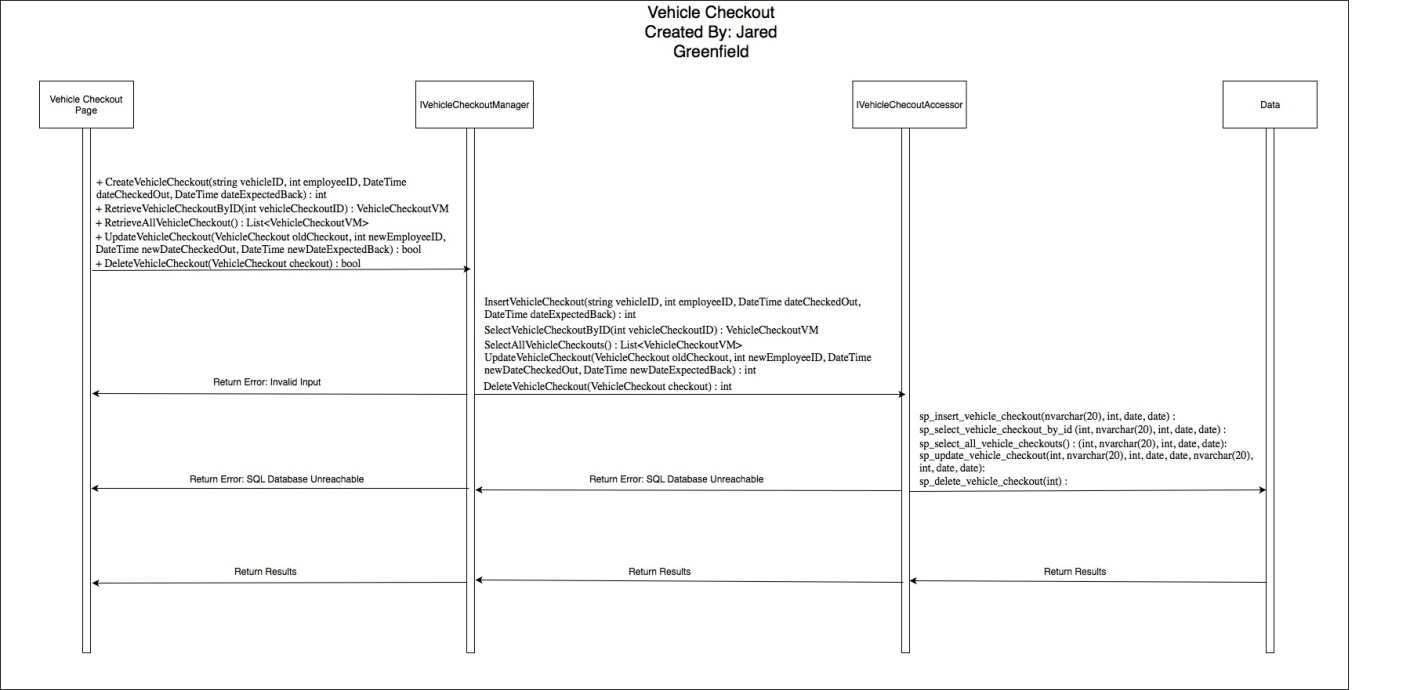 Vehicle Checkout
Created By: Jared
Greenfield
Vehicle Checkout
Page
IVehicleCheckoutManager
IVehicleChecoutAccessor
Data
+ CreateVehicleCheckout(string vehicleID, int employeeID, DateTime
dateCheckedOut, DateTime dateExpectedBack) : int
+ RetrieveVehicleCheckoutByID(int vehicleCheckoutID) : VehicleCheckoutVM
+ RetrieveAllVehicleCheckout() : List<VehicleCheckoutVM>
+ UpdateVehicleCheckout(VehicleCheckout oldCheckout, int newEmployeeID,
DateTime newDateCheckedOut, DateTime newDateExpectedBack) : bool
+ DeleteVehicleCheckout(VehicleCheckout checkout) : bool
InsertVehicleCheckout(string vehicleID, int employeeID, DateTime dateCheckedOut,
DateTime dateExpectedBack) : int
SelectVehicleCheckoutByID(int vehicleCheckoutID) : VehicleCheckoutVM
SelectAllVehicleCheckouts() : List<VehicleCheckoutVM>
UpdateVehicleCheckout(VehicleCheckout oldCheckout, int newEmployeeID, DateTime
newDateCheckedOut, DateTime newDateExpectedBack) : int
DeleteVehicleCheckout(VehicleCheckout checkout) : int
Return Error: Invalid Input
sp_insert_vehicle_checkout(nvarchar(20), int, date, date) :
sp_select_vehicle_checkout_by_id (int, nvarchar(20), int, date, date) :
sp_select_all_vehicle_checkouts() : (int, nvarchar(20), int, date, date):
sp_update_vehicle_checkout(int, nvarchar(20), int, date, date, nvarchar(20),
int, date, date):
sp_delete_vehicle_checkout(int) :
Return Error: SQL Database Unreachable
Return Error: SQL Database Unreachable
Return Results
Return Results
Return Results